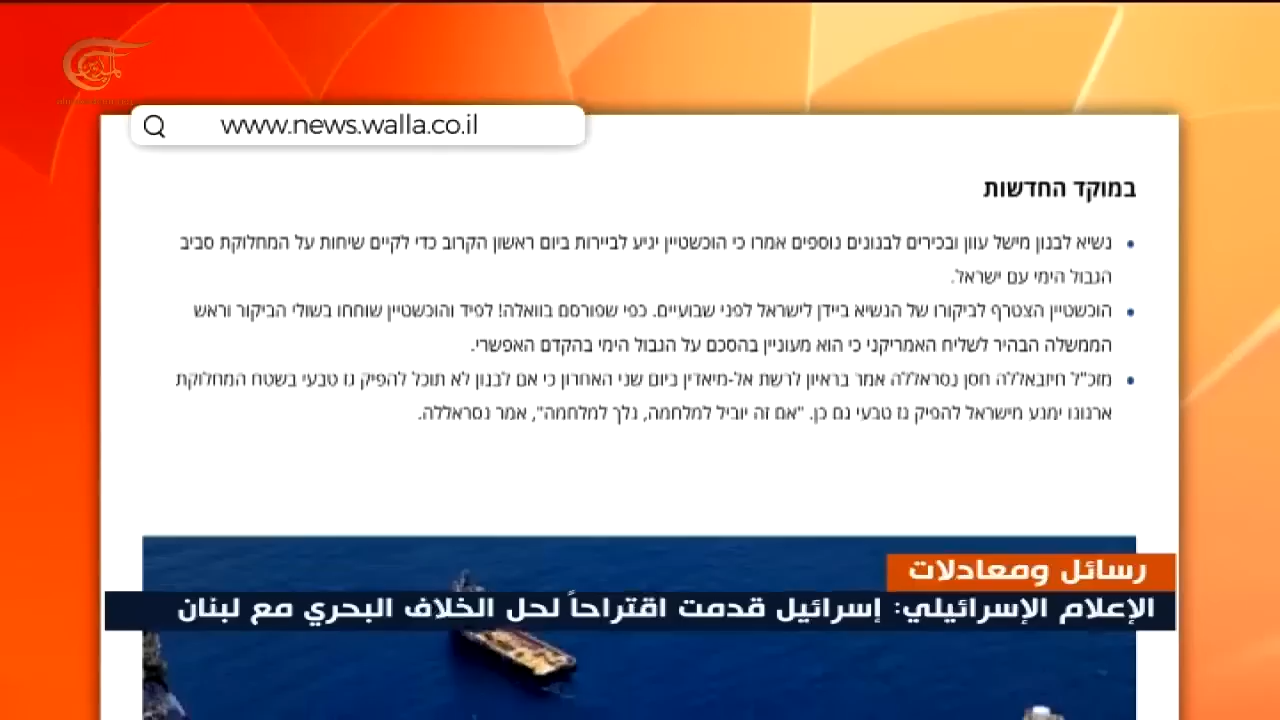 الميادين
www.news.walla.co.il
במוקד החדשות
נשיא לבנון מישל עוון ובכירים לבנונים נוספים אמרו כי הוכשטיין יגיע לביירות ביום ראשון הקרוב כדי לקיים שיחות על המחלוקת סביב
הגבול הימי עם ישראל.
הוכשטיין הצטרף לביקורו של הנשיא ביידן לישראל לפני שבועיים. כפי שפורסם בוואלה! לפיד והוכשטיין שוחחו בשולי הביקור וראש
הממשלה הבהיר לשליח האמריקני כי הוא מעוניין בהסכם על הגבול הימי בהקדם האפשרי.
מזכ"ל חיזבאללה חסן נסראללה אמר בראיון לרשת אל-מיאדין ביום שני האחרון כי אם לבנון לא תוכל להפיק גז טבעי בשטח המחלוקת
ארגונו ימנע מישראל להפיק גז טבעי גם כן. "אם זה יוביל למלחמה, נלך למלחמה", אמר נסראללה.
رسائل ومعادلات
الإعلام الإسرائيلي: إسرائيل قدمت اقتراحاً لحل الخلاف البحري مع لبنان